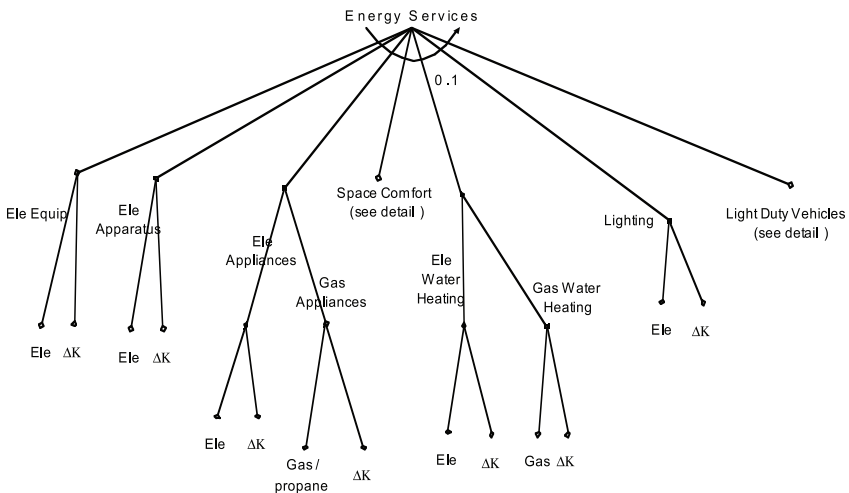 Energy Services
0.1
Ele Equip
Ele
Apparatus
Ele
Appliances
Gas
Appliances
Space Comfort
(see detail )
Ele
Water
Heating
Gas Water
Heating
Lighting
Light Duty Vehicles
(see detail )
Ele ΔK
Ele ΔK
Ele ΔK
Gas /
propane
ΔK
Ele ΔK
Gas ΔK
Ele ΔK